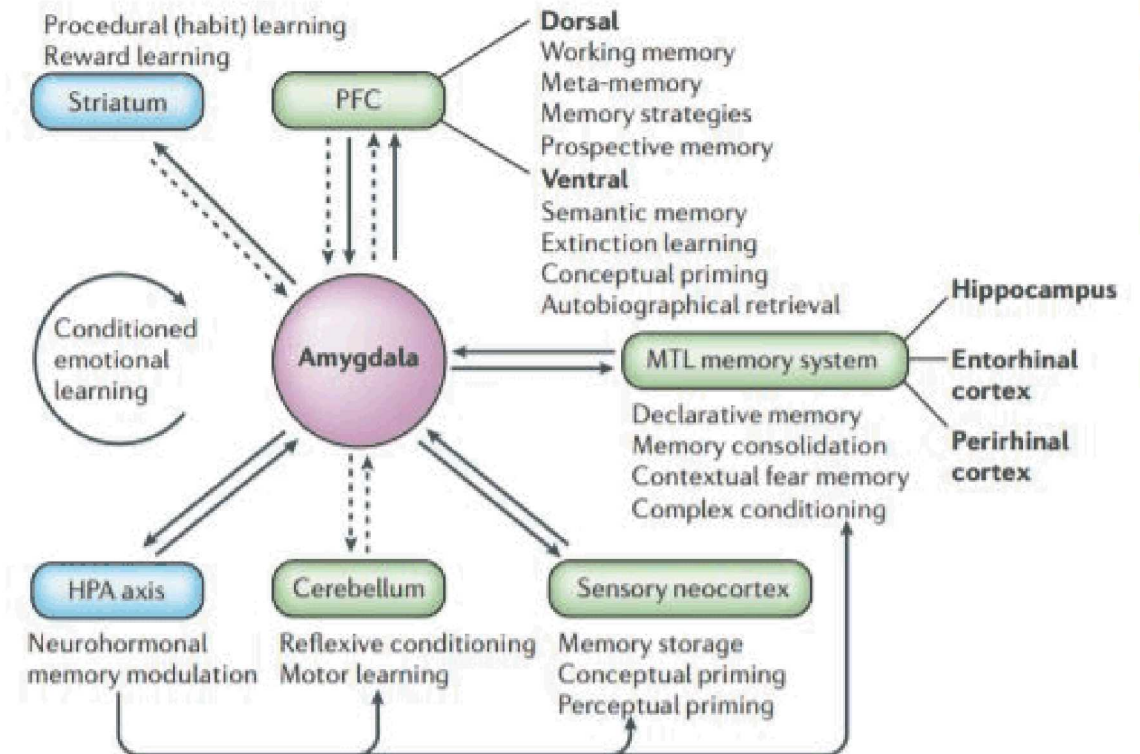 Procedural (habit) learning
Reward learning
Striatum
PFC
Dorsal
Working memory
Meta-memory
Memory strategies
Prospective memory
Ventral
Semantic memory
Extinction learning
Conceptual priming
Autobiographical retrieval
Conditioned
emotional
learning
Amygdala
MTL memory system
Hippocampus
Entorhinal
cortex
Perirhinal
cortex
Declarative memory
Memory consolidation
Contextual fear memory
Complex conditioning
HPA axis
Neurohormonal
memory modulation
Cerebellum
Reflexive conditioning
Motor learning
Sensory neocortex
Memory storage
Conceptual priming
Perceptual priming